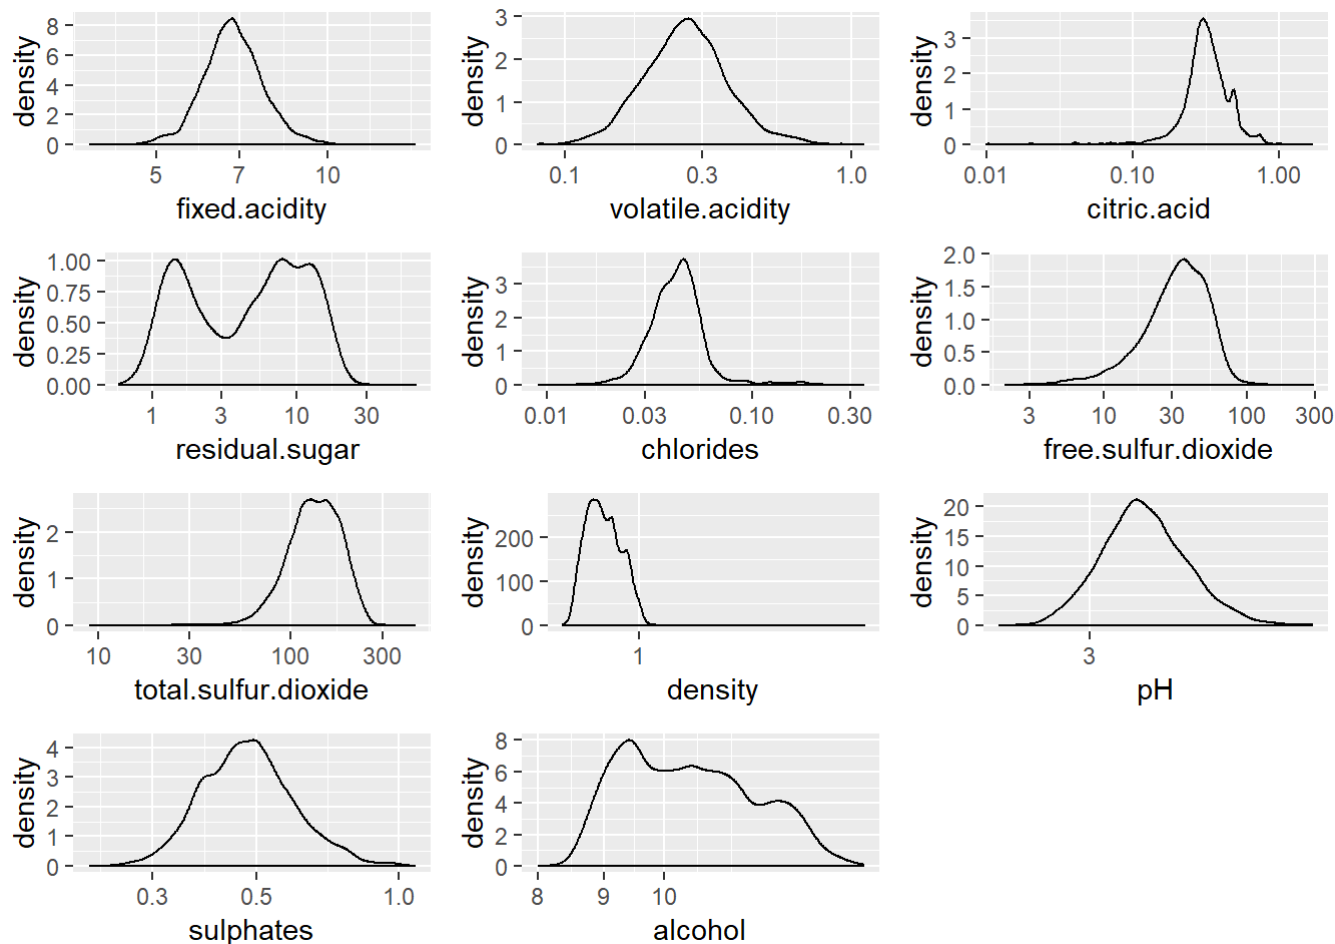 density
8
6
4
2
0
5 7 10
fixed.acidity
density
3
2
1
0
0.1 0.3 1.0
volatile.acidity
density
3
2
1
0
0.01 0.10 1.00
citric.acid
density
1.00
0.75
0.50
0.25
0.00
1 3 10 30
residual.sugar
density
3
2
1
0
0.01 0.03 0.10 0.30
chlorides
density
2.0
1.5
1.0
0.5
0.0
3 10 30 100 300
free.sulfur.dioxide
density
2
1
0
10 30 100 300
total.sulfur.dioxide
density
200
100
0
1
density
density
20
15
10
5
0
3
pH
density
4
3
2
1
0
0.3 0.5 1.0
sulphates
density
8
6
4
2
0
8 9 10
alcohol